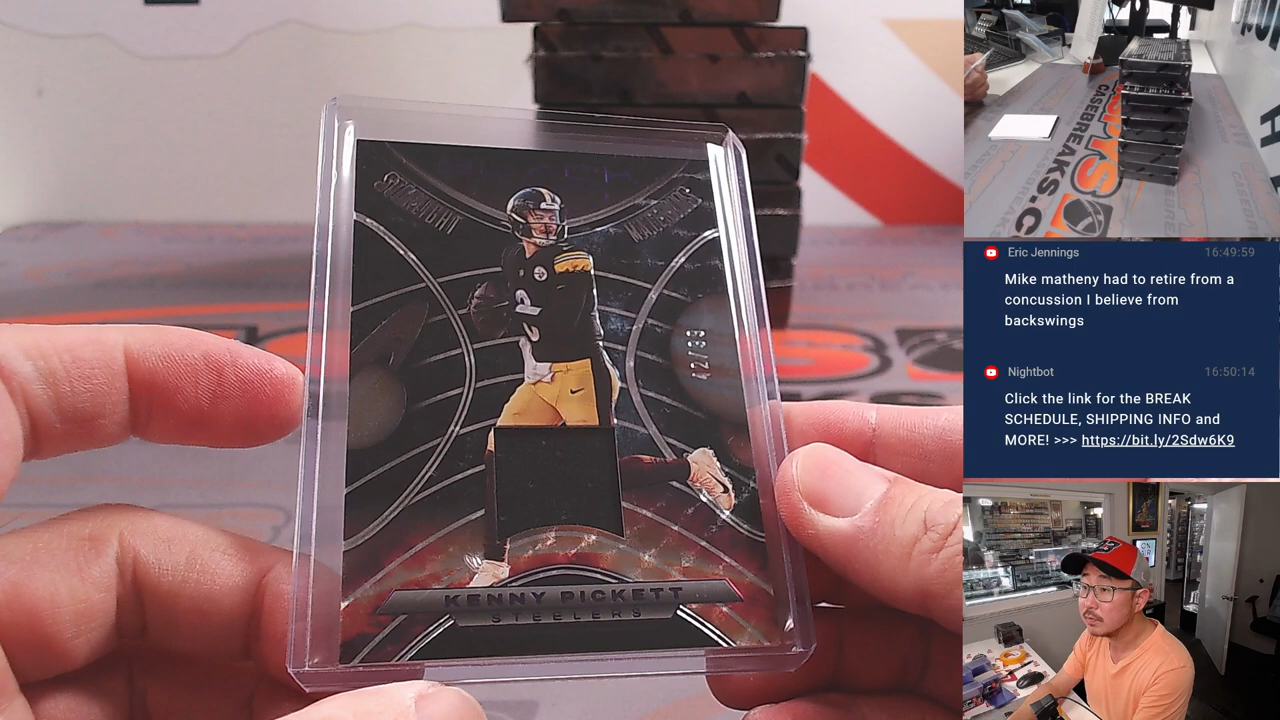 STARLIGHT
42/99
KENNY PICKETT
STEELERS
CASEBREAKS.C
Eric Jennings 16:49:59
Mike matheny had to retire from a
concussion I believe from
backswings
Nightbot 16:50:14
Click the link for the BREAK
SCHEDULE, SHIPPING INFO and
MORE! >>> https://bit.ly/2Sdw6K9